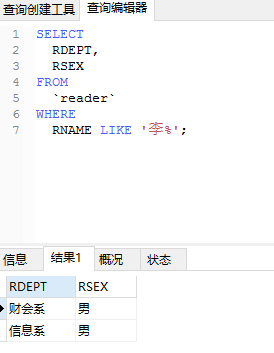 查询创建工具 查询编辑器
1 SELECT
2 RDEPT,
3 RSEX
4 FROM
5 `reader`
6 WHERE
7 RNAME LIKE '李%';
信息 结果1 概况 状态
RDEPT RSEX
财会系 男
信息系 男